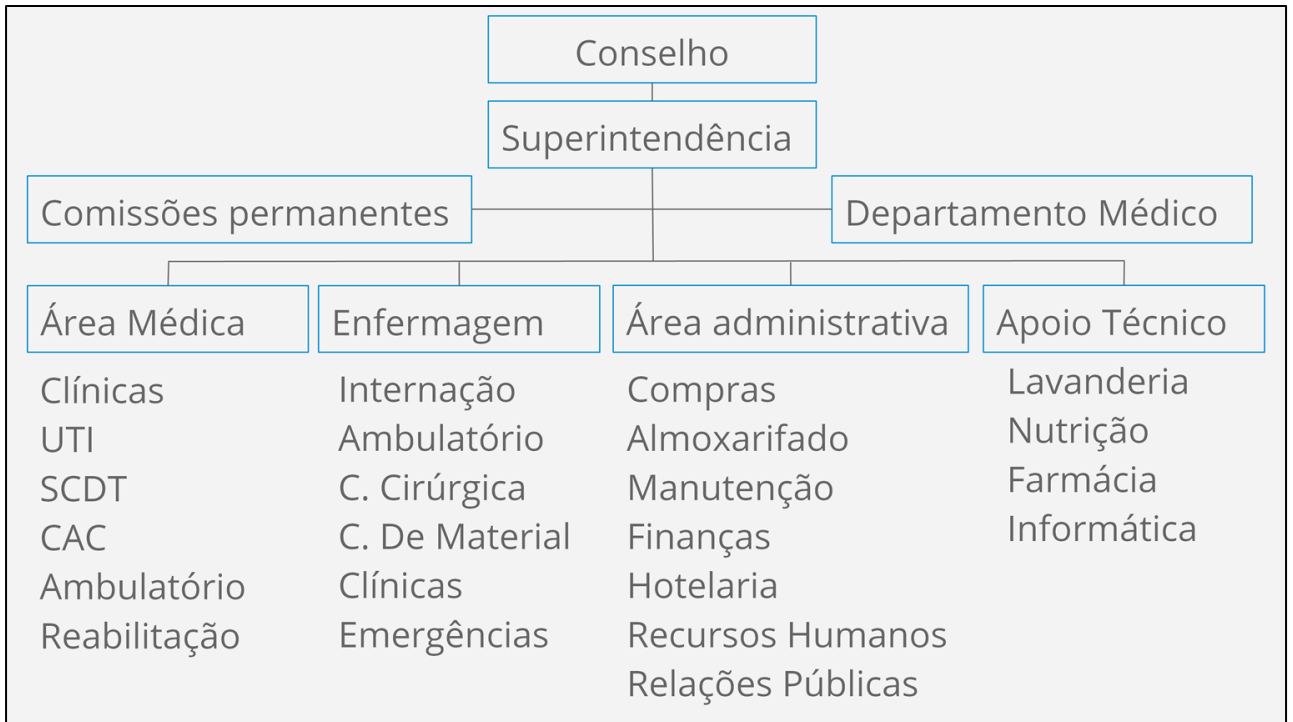 Conselho
Superintendência
Comissões permanentes
Departamento Médico
Área Médica
Clínicas
UTI
SCDT
CAC
Ambulatório
Reabilitação
Enfermagem
Internação
Ambulatório
C. Cirúrgica
C. De Material
Clínicas
Emergências
Área administrativa
Compras
Almoxarifado
Manutenção
Finanças
Hotelaria
Recursos Humanos
Relações Públicas
Apoio Técnico
Lavanderia
Nutrição
Farmácia
Informática